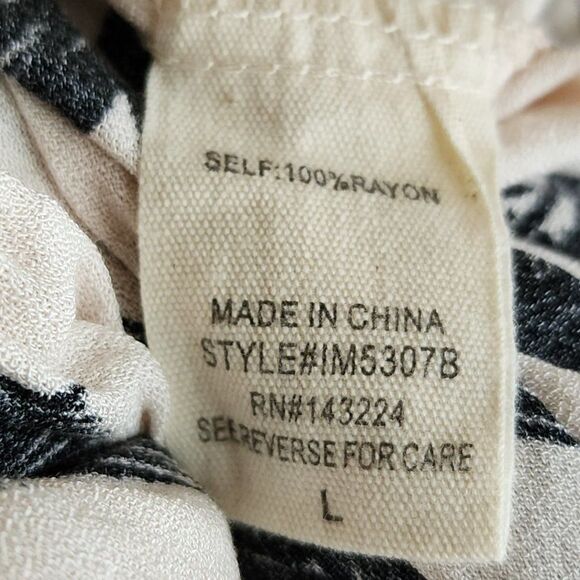 SELF:100%RAYON
MADE IN CHINA
STYLE#IM5307B
RN#143224
SEE REVERSE FOR CARE
L